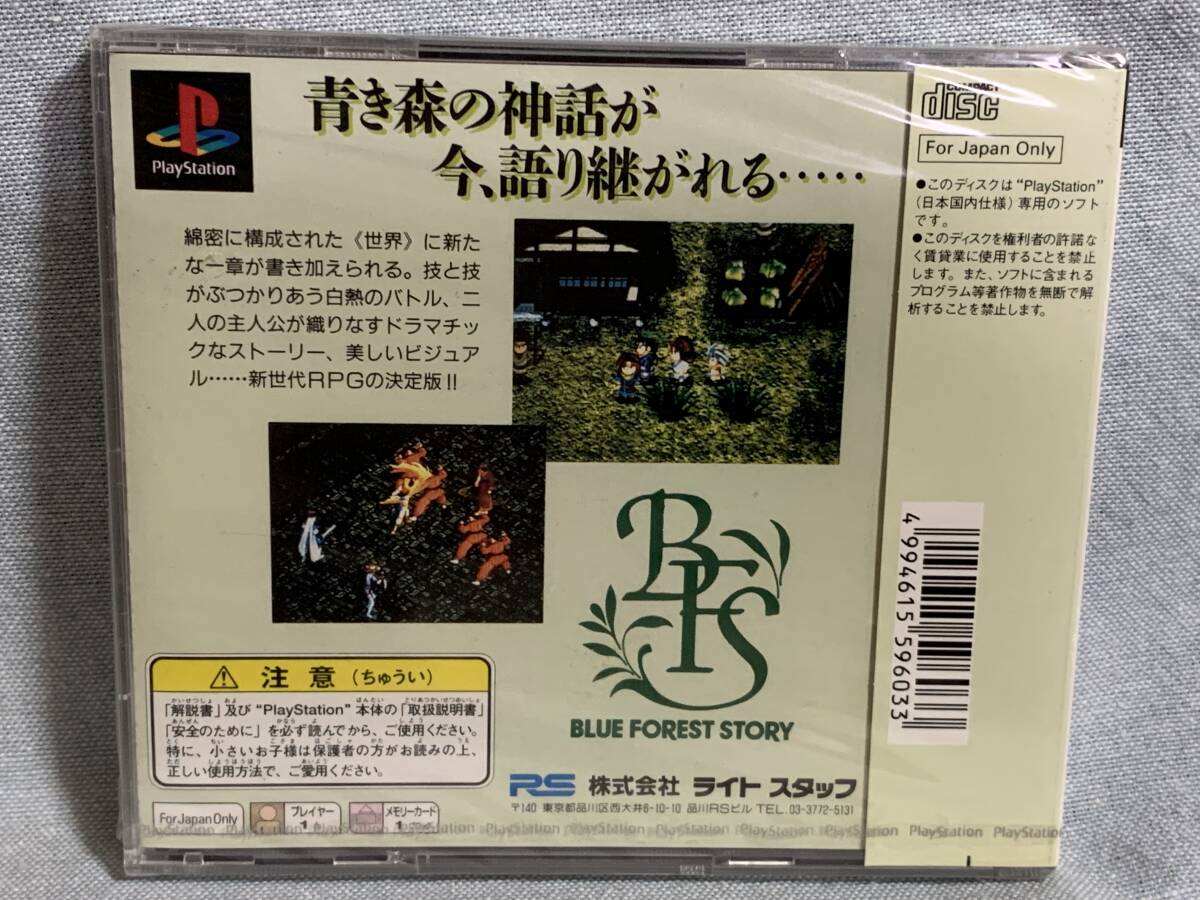 PlayStation
青き森の神話が
今、語り継がれる‥‥‥
綿密に構成された《世界》に新た
な一章が書き加えられる。技と技
がぶつかりあう白熱のバトル、二
人の主人公が織りなすドラマチッ
クなストーリー、美しいビジュア
ル……新世代RPGの決定版!!
BFS
BLUE FOREST STORY
⚠ 注意(ちゅうい)
「解説書」及び“PlayStation”本体の「取扱説明書」
「安全のために」を必ず読んでから、ご使用ください。
特に、小さいお子様は保護者の方がお読みの上、
正しい使用方法で、ご愛用ください。
RS 株式会社 ライト スタッフ
〒140 東京都品川区西大井6-10-10 品川RSビル TEL.03-3772-5131
For Japan Only
プレイヤー
1
メモリーカード
1
PlayStation PlayStation PlayStation PlayStation PlayStation PlayStation
COMPACT
disc
For Japan Only
●このディスクは“PlayStation”
(日本国内仕様)専用のソフト
です。
●このディスクを権利者の許諾な
く賃貸業に使用することを禁止
します。また、ソフトに含まれる
プログラム等著作物を無断で解
析することを禁止します。
4994615596033